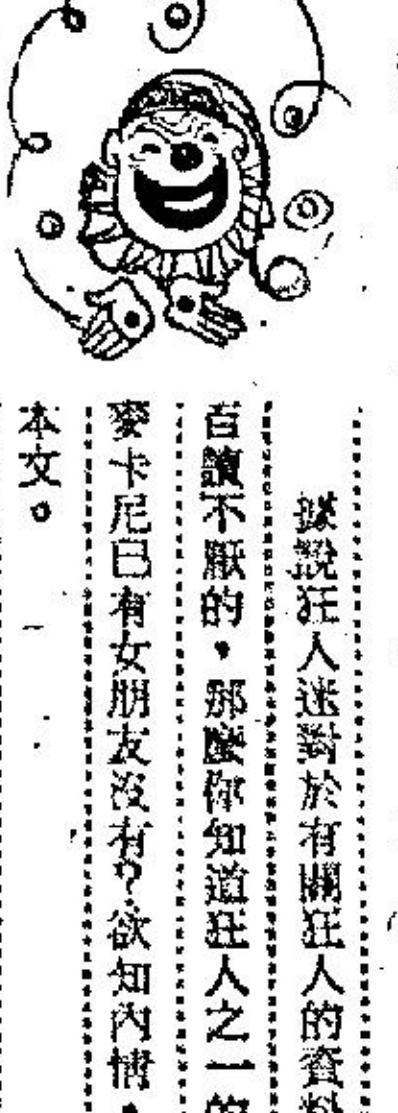 據說狂人迷對於有關狂人的資料
百讀不厭的，那麼你知道狂人之一的
麥卡尼已有女朋友沒有？欲知內情，
本文。